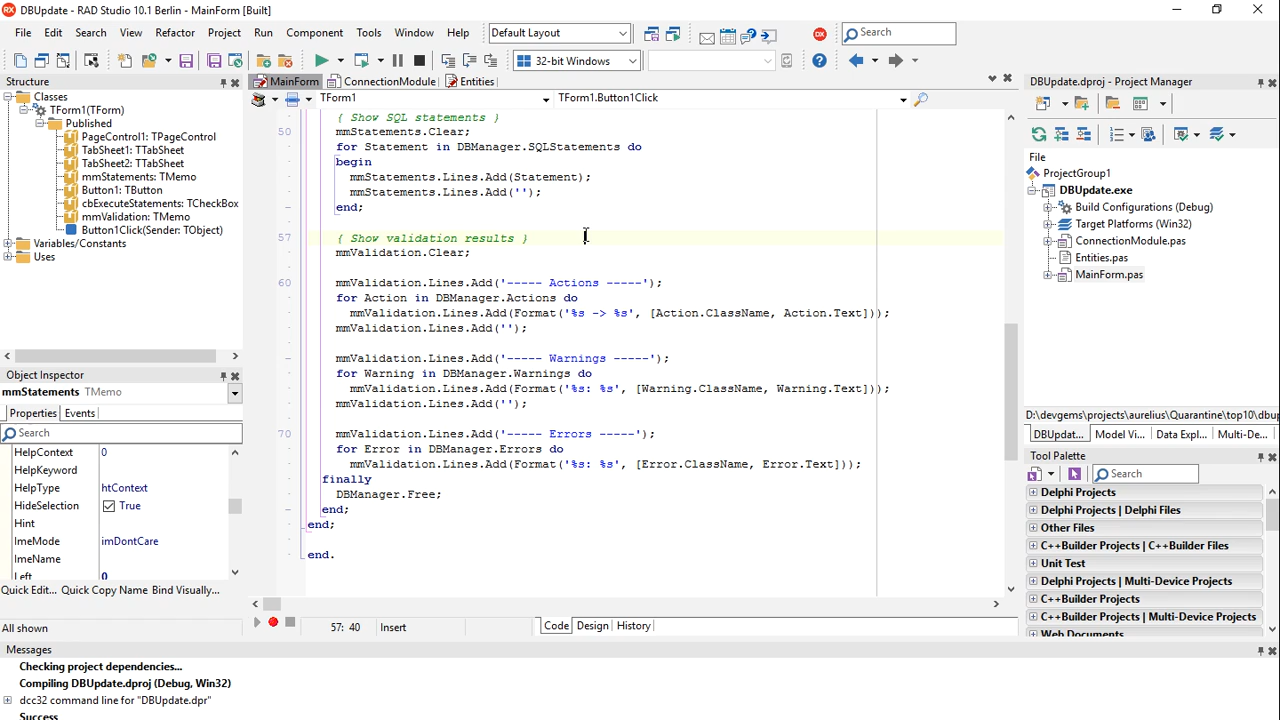 DBUpdate - RAD Studio 10.1 Berlin - MainForm [Built]
File Edit Search View Refactor Project Run Component Tools Window Help Default Layout Search
32-bit Windows
Structure
Classes
TForm1(TForm)
Published
PageControl1: TPageControl
TabSheet1: TTabSheet
TabSheet2: TTabSheet
mmStatements: TMemo
Button1: TButton
cbExecuteStatements: TCheckBox
mmValidation: TMemo
Button1Click(Sender: TObject)
Variables/Constants
Uses
Object Inspector
mmStatements TMemo
Properties Events
Search
HelpContext 0
HelpKeyword
HelpType htContext
HideSelection True
Hint
ImeMode imDontCare
ImeName
Left 0
Quick Edit... Quick Copy Name Bind Visually...
All shown
MainForm ConnectionModule Entities
TForm1 TForm1.Button1Click
{ Show SQL statements }
50 mmStatements.Clear;
for Statement in DBManager.SQLStatements do
begin
mmStatements.Lines.Add(Statement);
mmStatements.Lines.Add('');
end;
57 { Show validation results }
mmValidation.Clear;
60 mmValidation.Lines.Add('----- Actions -----');
for Action in DBManager.Actions do
mmValidation.Lines.Add(Format('%s -> %s', [Action.ClassName, Action.Text]));
mmValidation.Lines.Add('');
mmValidation.Lines.Add('----- Warnings -----');
for Warning in DBManager.Warnings do
mmValidation.Lines.Add(Format('%s: %s', [Warning.ClassName, Warning.Text]));
mmValidation.Lines.Add('');
70 mmValidation.Lines.Add('----- Errors -----');
for Error in DBManager.Errors do
mmValidation.Lines.Add(Format('%s: %s', [Error.ClassName, Error.Text]));
finally
DBManager.Free;
end;
end;
end.
57: 40 Insert Code Design History
DBUpdate.dproj - Project Manager
File
ProjectGroup1
DBUpdate.exe
Build Configurations (Debug)
Target Platforms (Win32)
ConnectionModule.pas
Entities.pas
MainForm.pas
D:\devgems\projects\aurelius\Quarantine\top10\dbup
DBUpdat... Model Vi... Data Expl... Multi-De...
Tool Palette
Search
Delphi Projects
Delphi Projects | Delphi Files
Other Files
C++Builder Projects | C++Builder Files
Unit Test
Delphi Projects | Multi-Device Projects
C++Builder Projects
C++Builder Projects | Multi-Device Projects
Web Documents
Messages
Checking project dependencies...
Compiling DBUpdate.dproj (Debug, Win32)
dcc32 command line for "DBUpdate.dpr"
Success